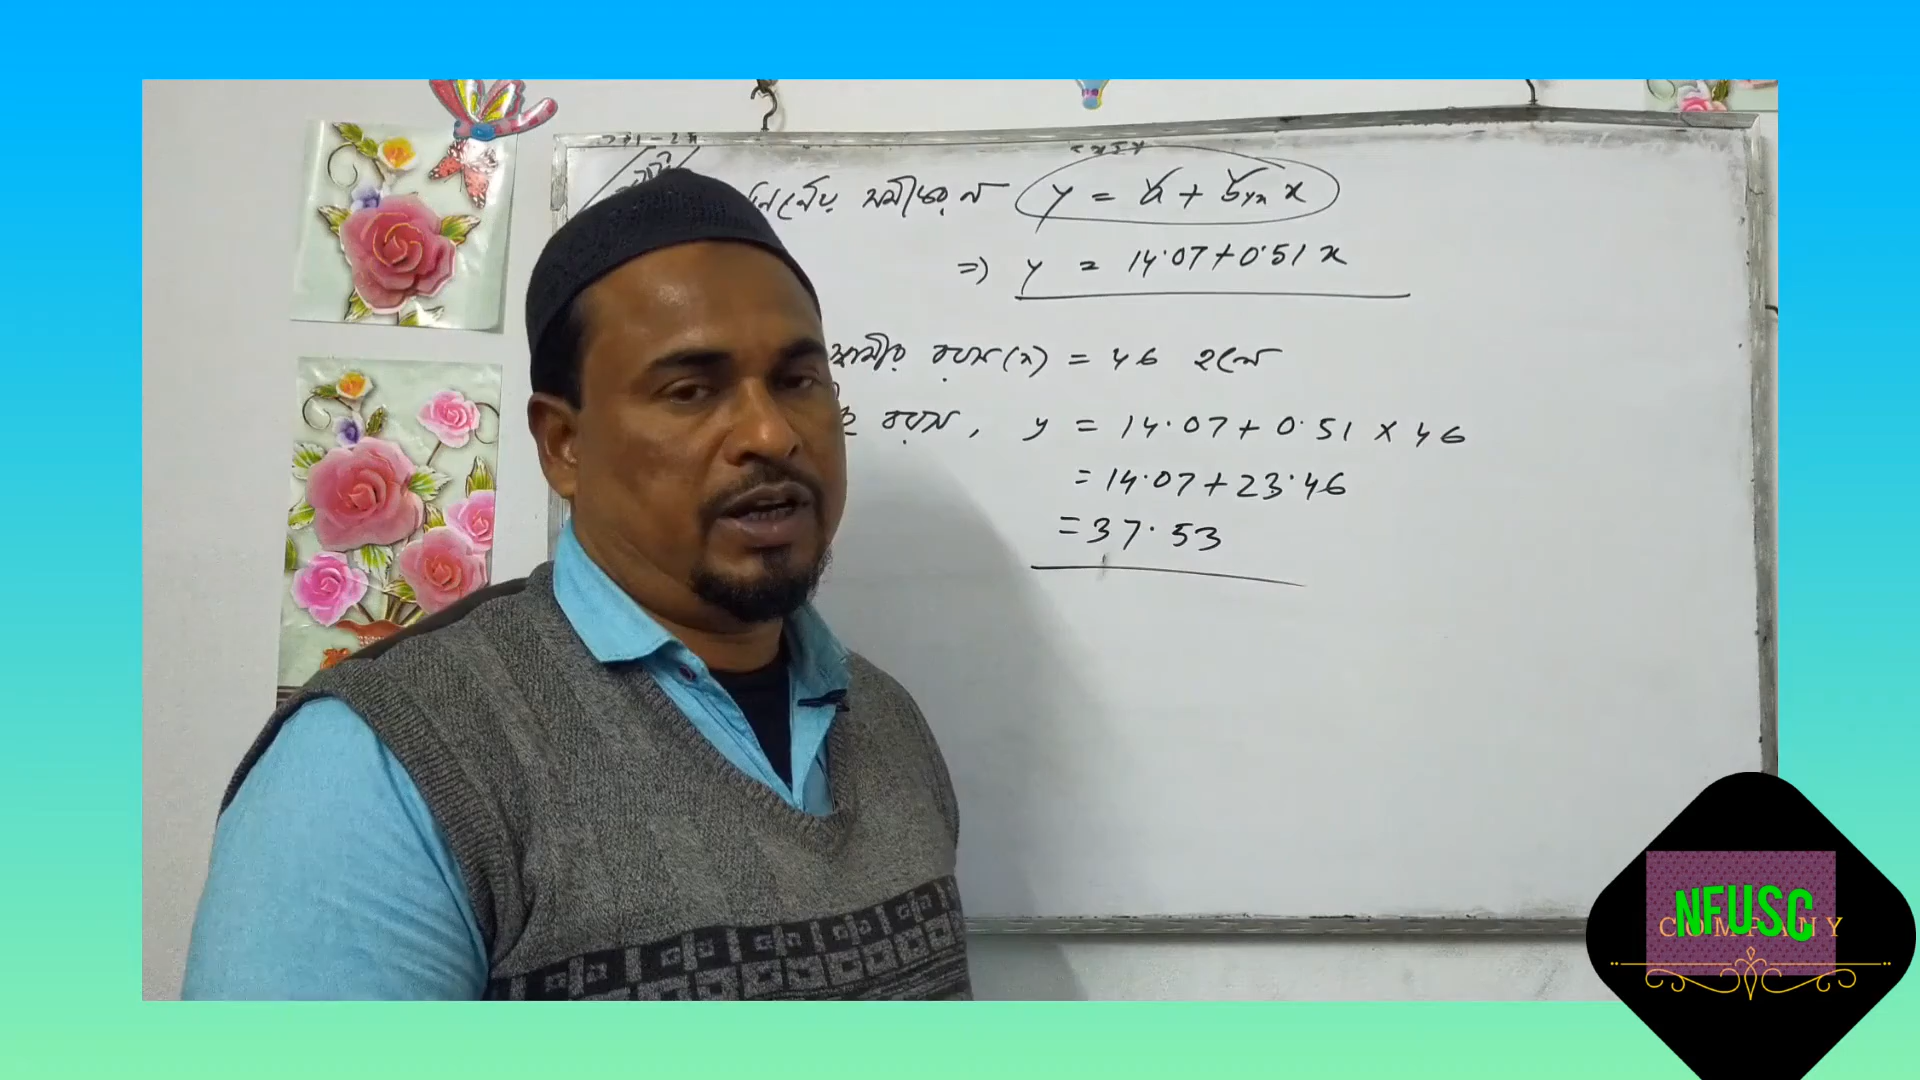 নির্ণেয় সমীকরণ y = a + byx x
=> y = 14.07+0.51 x
স্বামীর বয়স (x) = 46 হলে
বয়স, y = 14.07 + 0.51 × 46
= 14.07 + 23.46
= 37.53
NFUSC
COMPANY